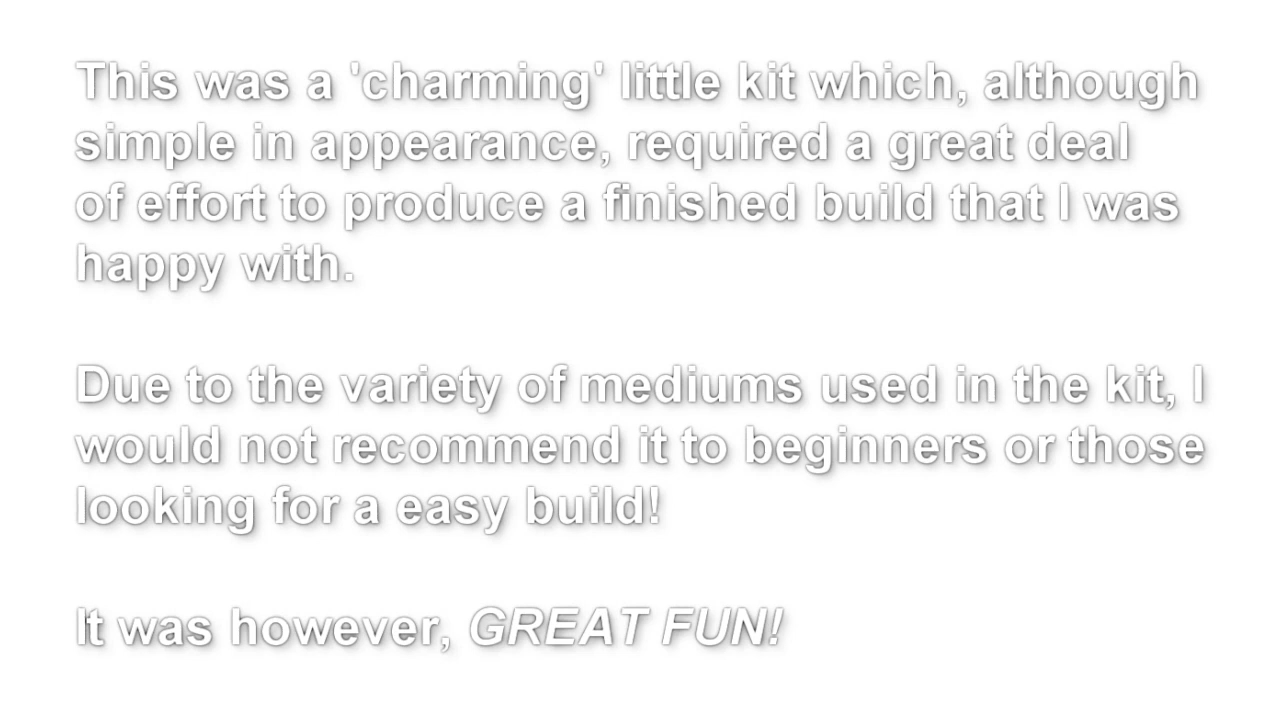 This was a 'charming' little kit which, although
simple in appearance, required a great deal
of effort to produce a finished build that I was
happy with.
Due to the variety of mediums used in the kit, I
would not recommend it to beginners or those
looking for a easy build!
It was however, GREAT FUN!